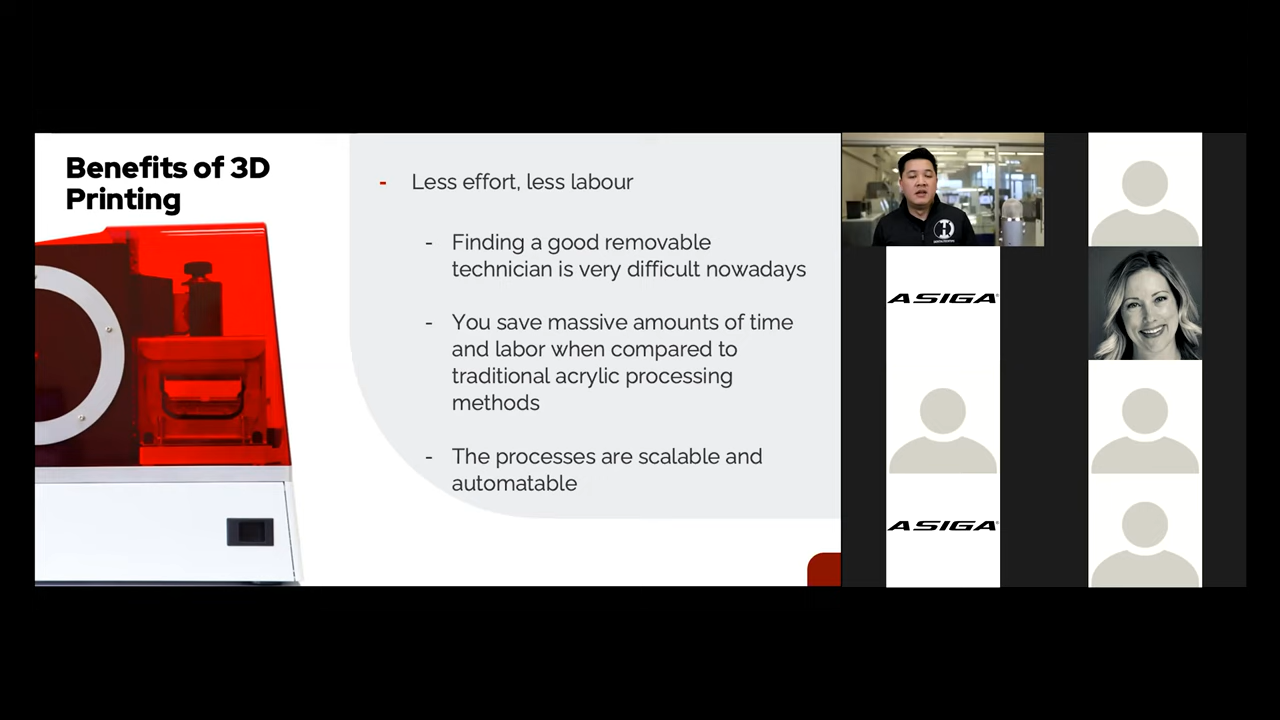 Benefits of 3D
Printing
- Less effort, less labour
- Finding a good removable
technician is very difficult nowadays
- You save massive amounts of time
and labor when compared to
traditional acrylic processing
methods
- The processes are scalable and
automatable
ASIGA®
ASIGA®